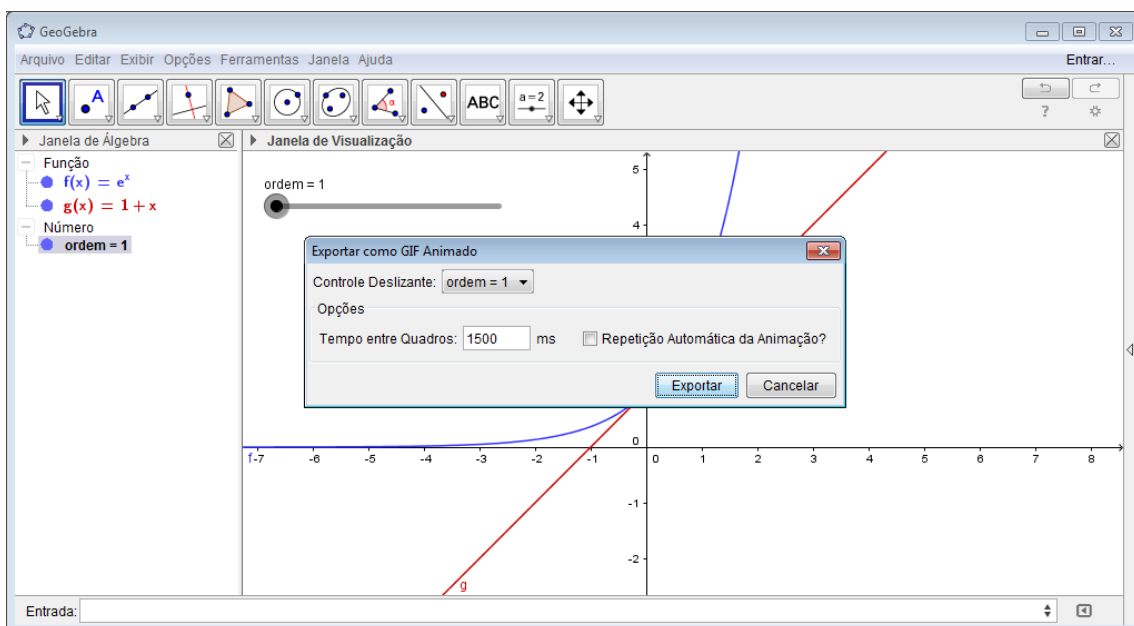 GeoGebra
Arquivo Editar Exibir Opções Ferramentas Janela Ajuda
Entrar...
A
α
ABC
a=2
?
Janela de Álgebra
Janela de Visualização
Função
f(x) = eˣ
g(x) = 1 + x
Número
ordem = 1
ordem = 1
5
4
Exportar como GIF Animado
Controle Deslizante: ordem = 1
Opções
Tempo entre Quadros: 1500 ms
Repetição Automática da Animação?
Exportar Cancelar
0
f -7 -6 -5 -4 -3 -2 -1 0 1 2 3 4 5 6 7 8
-1
-2
g
Entrada: